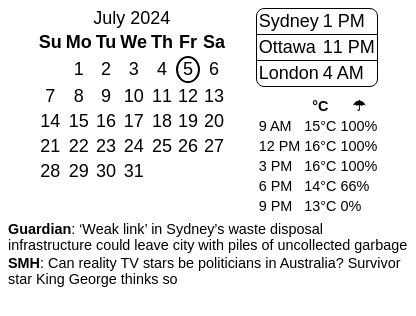 July 2024
Su Mo Tu We Th Fr Sa
1 2 3 4 5 6
7 8 9 10 11 12 13
14 15 16 17 18 19 20
21 22 23 24 25 26 27
28 29 30 31
Sydney 1 PM
Ottawa 11 PM
London 4 AM
°C ☂
9 AM 15°C 100%
12 PM 16°C 100%
3 PM 16°C 100%
6 PM 14°C 66%
9 PM 13°C 0%
Guardian: ‘Weak link’ in Sydney’s waste disposal
infrastructure could leave city with piles of uncollected garbage
SMH: Can reality TV stars be politicians in Australia? Survivor
star King George thinks so